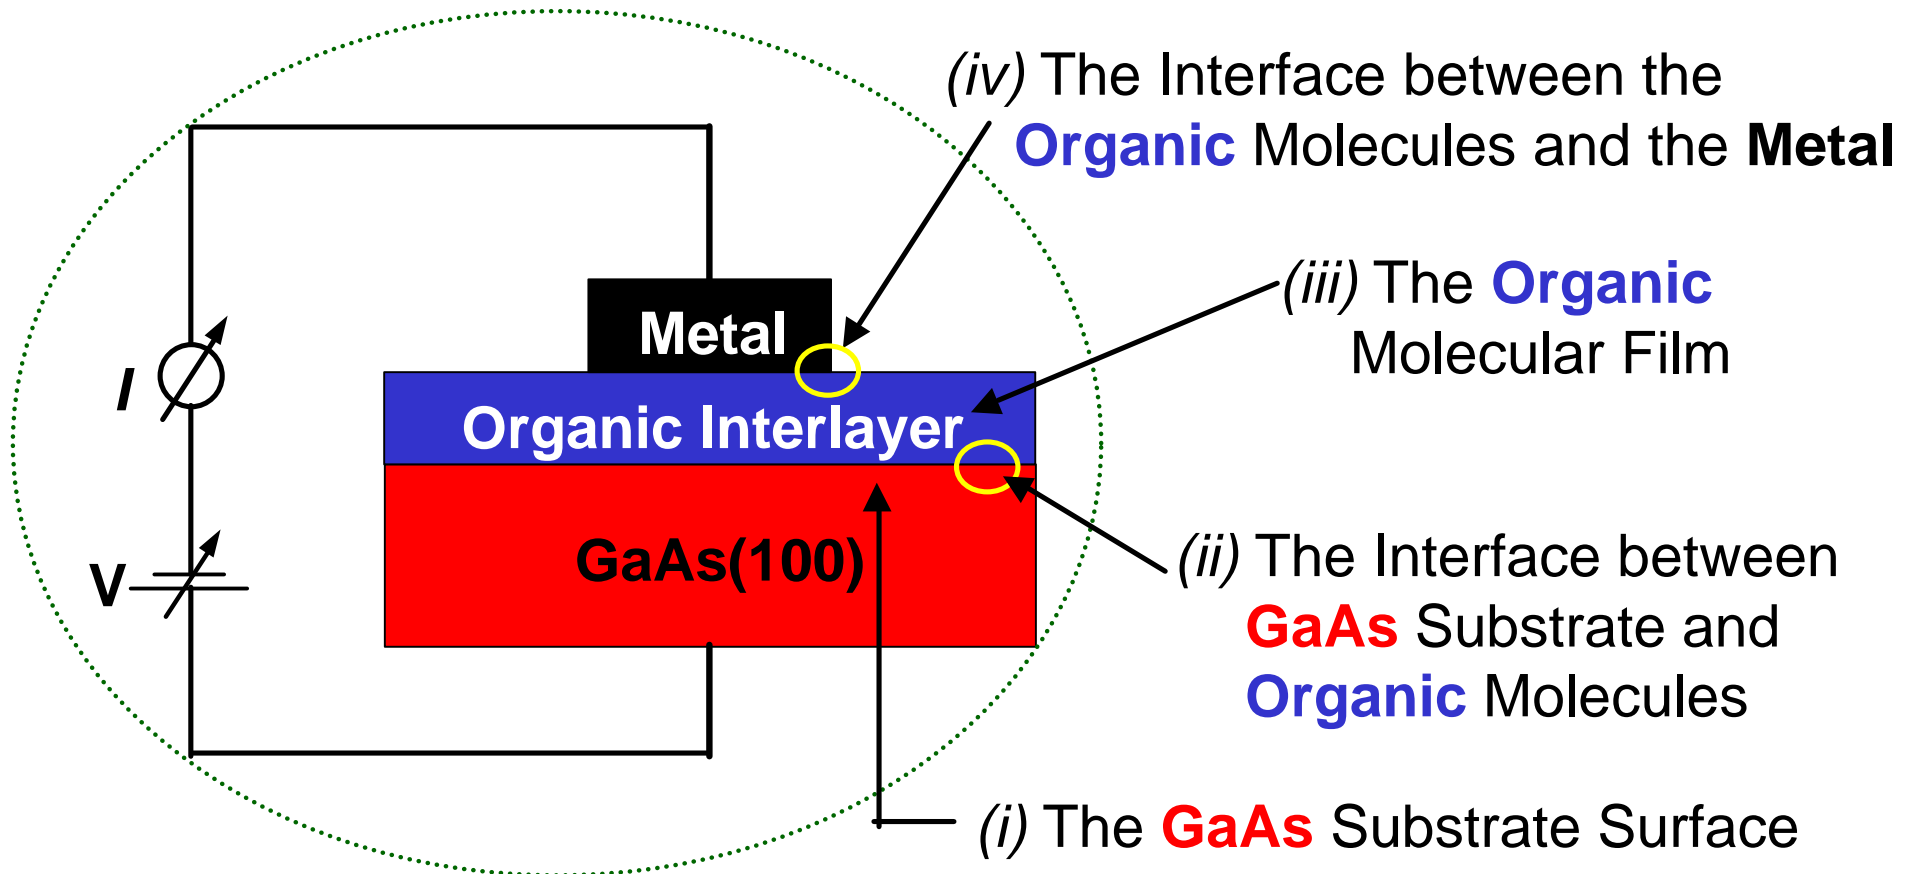 (iv) The Interface between the
Organic Molecules and the Metal
(iii) The Organic
Molecular Film
Metal
I
Organic Interlayer
GaAs(100)
V
(ii) The Interface between
GaAs Substrate and
Organic Molecules
(i) The GaAs Substrate Surface